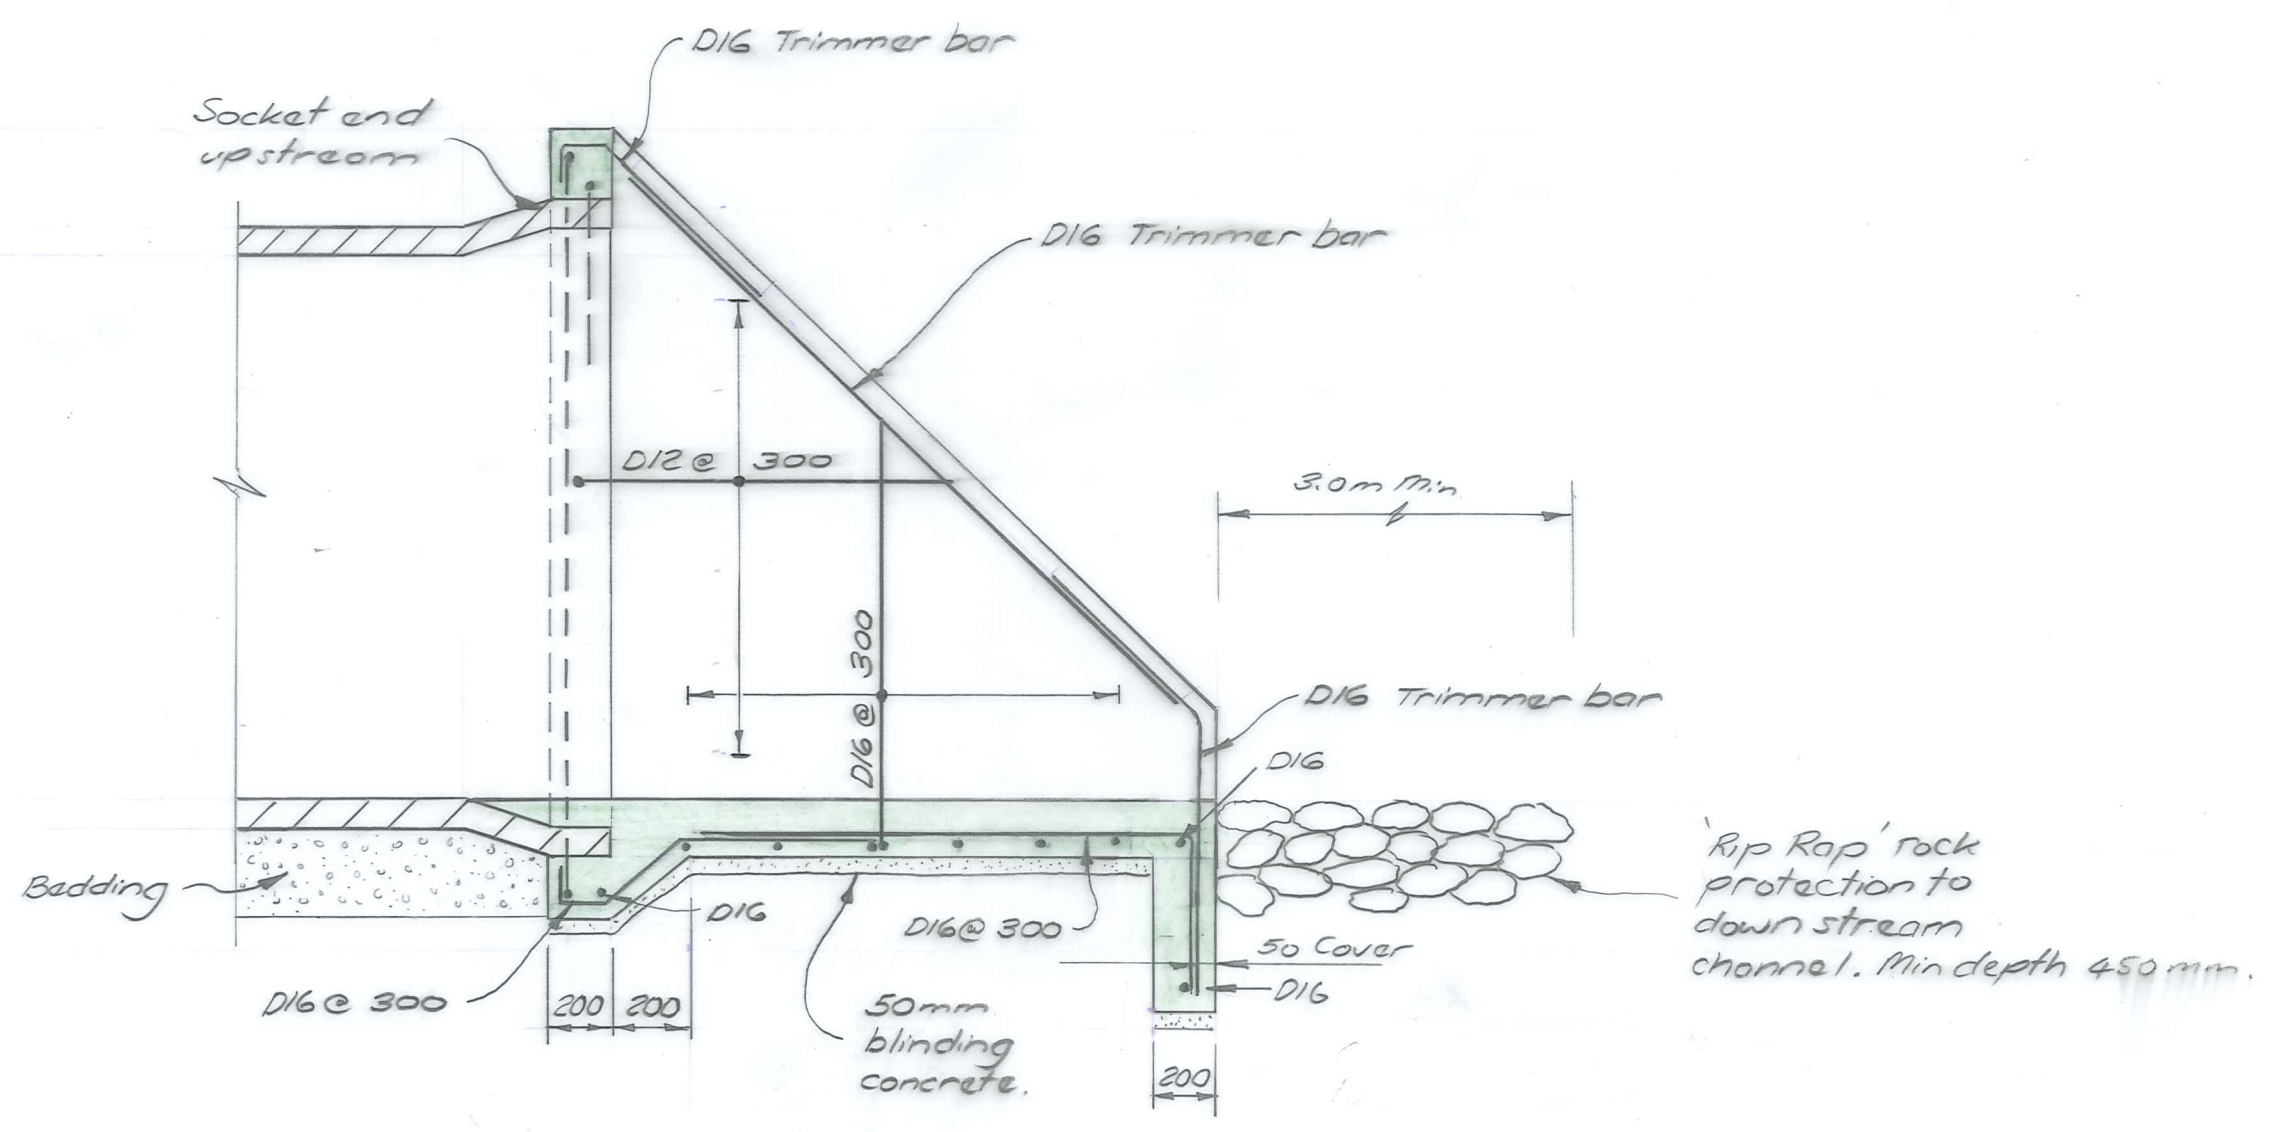 D16 Trimmer bar
Socket end
upstream
D16 Trimmer bar
D12 @ 300
3.0m Min
D16 @ 300
D16 Trimmer bar
D16
'Rip Rap' rock
protection to
down stream
channel. Min depth 450mm.
Bedding
D16
D16@ 300
50 Cover
D16
D16@ 300
200
200
50mm
blinding
concrete.
200